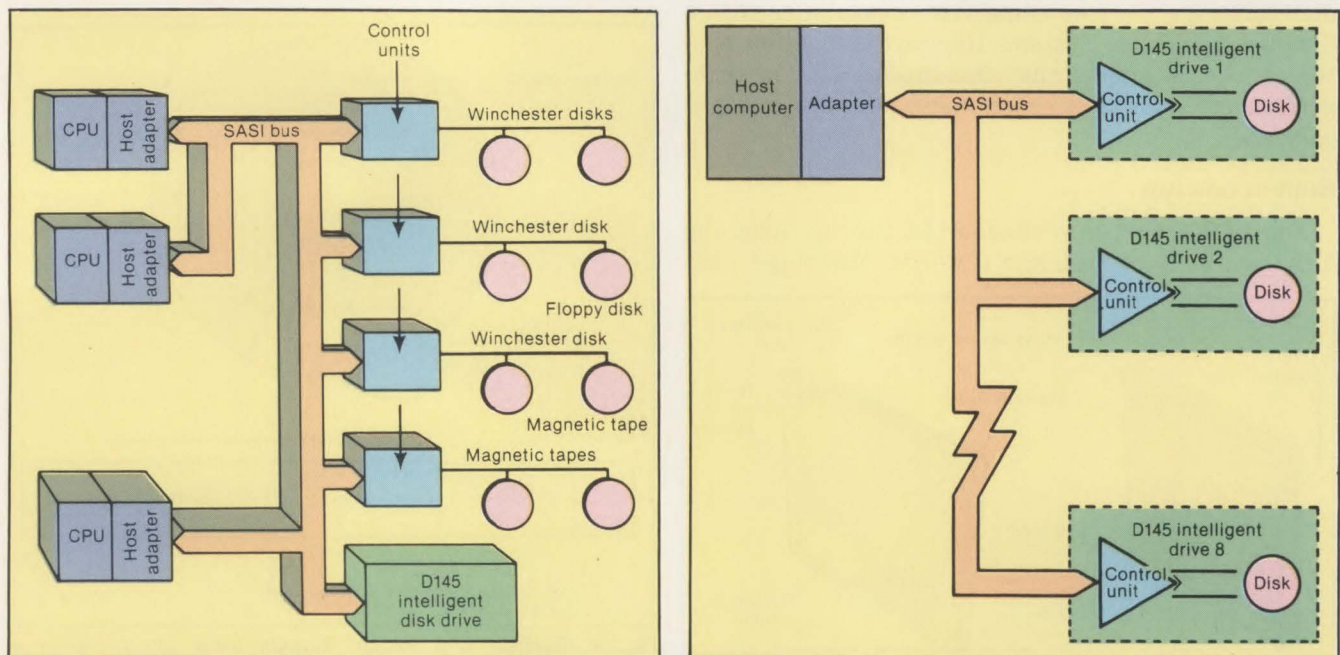 Control
units
CPU
Host
adapter
SASI bus
Winchester disks
CPU
Host
adapter
Winchester disk
Floppy disk
Winchester disk
Magnetic tape
Magnetic tapes
CPU
Host
adapter
D145
intelligent
disk drive
Host
computer
Adapter
SASI bus
D145 intelligent
drive 1
Control
unit
Disk
D145 intelligent
drive 2
Control
unit
Disk
D145 intelligent
drive 8
Control
unit
Disk